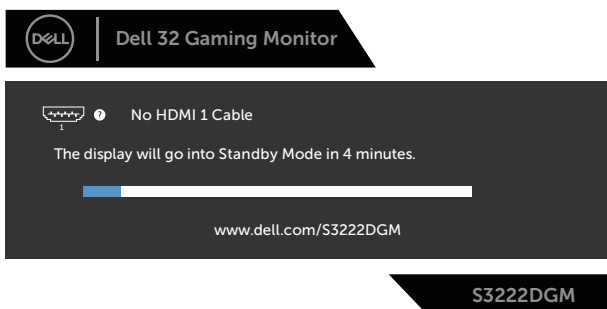 DELL
Dell 32 Gaming Monitor
? No HDMI 1 Cable
1
The display will go into Standby Mode in 4 minutes.
www.dell.com/S3222DGM
S3222DGM